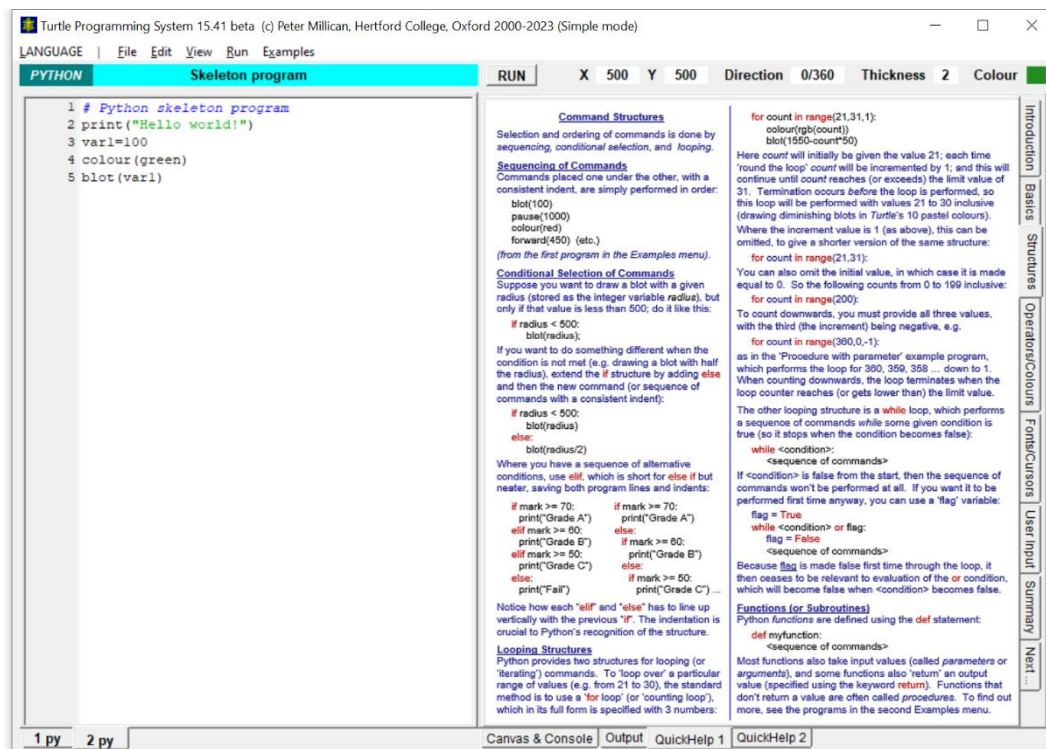 Turtle Programming System 15.41 beta (c) Peter Millican, Hertford College, Oxford 2000-2023 (Simple mode)
LANGUAGE | File Edit View Run Examples
PYTHON Skeleton program
RUN X 500 Y 500 Direction 0/360 Thickness 2 Colour
1 # Python skeleton program
2 print("Hello world!")
3 var1=100
4 colour(green)
5 blot(var1)
Command Structures
Selection and ordering of commands is done by
sequencing, conditional selection, and looping.
Sequencing of Commands
Commands placed one under the other, with a
consistent indent, are simply performed in order:
blot(100)
pause(1000)
colour(red)
forward(450) (etc.)
(from the first program in the Examples menu).
Conditional Selection of Commands
Suppose you want to draw a blot with a given
radius (stored as the integer variable radius), but
only if that value is less than 500; do it like this:
if radius < 500:
blot(radius);
If you want to do something different when the
condition is not met (e.g. drawing a blot with half
the radius), extend the if structure by adding else
and then the new command (or sequence of
commands with a consistent indent):
if radius < 500:
blot(radius)
else:
blot(radius/2)
Where you have a sequence of alternative
conditions, use elif, which is short for else if but
neater, saving both program lines and indents:
if mark >= 70: if mark >= 70:
print("Grade A") print("Grade A")
elif mark >= 60: else:
print("Grade B") if mark >= 60:
elif mark >= 50: print("Grade B")
print("Grade C") else:
else: if mark >= 50:
print("Fail") print("Grade C") ...
Notice how each "elif" and "else" has to line up
vertically with the previous "if". The indentation is
crucial to Python's recognition of the structure.
Looping Structures
Python provides two structures for looping (or
'iterating') commands. To 'loop over' a particular
range of values (e.g. from 21 to 30), the standard
method is to use a 'for loop' (or 'counting loop'),
which in its full form is specified with 3 numbers:
for count in range(21,31,1):
colour(rgb(count))
blot(1550-count*50)
Here count will initially be given the value 21; each time
'round the loop' count will be incremented by 1; and this will
continue until count reaches (or exceeds) the limit value of
31. Termination occurs before the loop is performed, so
this loop will be performed with values 21 to 30 inclusive
(drawing diminishing blots in Turtle's 10 pastel colours).
Where the increment value is 1 (as above), this can be
omitted, to give a shorter version of the same structure:
for count in range(21,31):
You can also omit the initial value, in which case it is made
equal to 0. So the following counts from 0 to 199 inclusive:
for count in range(200):
To count downwards, you must provide all three values,
with the third (the increment) being negative, e.g.
for count in range(360,0,-1):
as in the 'Procedure with parameter' example program,
which performs the loop for 360, 359, 358 ... down to 1.
When counting downwards, the loop terminates when the
loop counter reaches (or gets lower than) the limit value.
The other looping structure is a while loop, which performs
a sequence of commands while some given condition is
true (so it stops when the condition becomes false):
while <condition>:
<sequence of commands>
If <condition> is false from the start, then the sequence of
commands won't be performed at all. If you want it to be
performed first time anyway, you can use a 'flag' variable:
flag = True
while <condition> or flag:
flag = False
<sequence of commands>
Because flag is made false first time through the loop, it
then ceases to be relevant to evaluation of the or condition,
which will become false when <condition> becomes false.
Functions (or Subroutines)
Python functions are defined using the def statement:
def myfunction:
<sequence of commands>
Most functions also take input values (called parameters or
arguments), and some functions also 'return' an output
value (specified using the keyword return). Functions that
don't return a value are often called procedures. To find out
more, see the programs in the second Examples menu.
Introduction
Basics
Structures
Operators/Colours
Fonts/Cursors
User Input
Summary
Next ...
1 py 2 py
Canvas & Console Output QuickHelp 1 QuickHelp 2